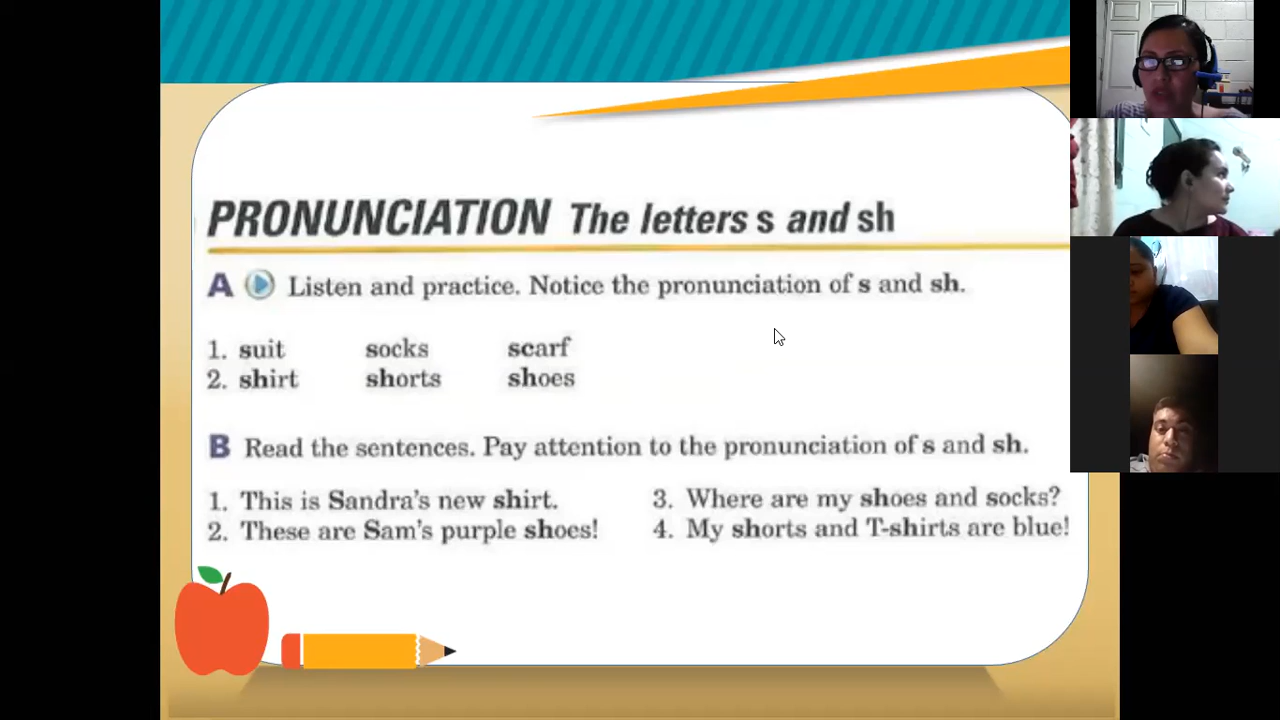 PRONUNCIATION The letters s and sh
A Listen and practice. Notice the pronunciation of s and sh.
1. suit socks scarf
2. shirt shorts shoes
B Read the sentences. Pay attention to the pronunciation of s and sh.
1. This is Sandra's new shirt.
2. These are Sam's purple shoes!
3. Where are my shoes and socks?
4. My shorts and T-shirts are blue!